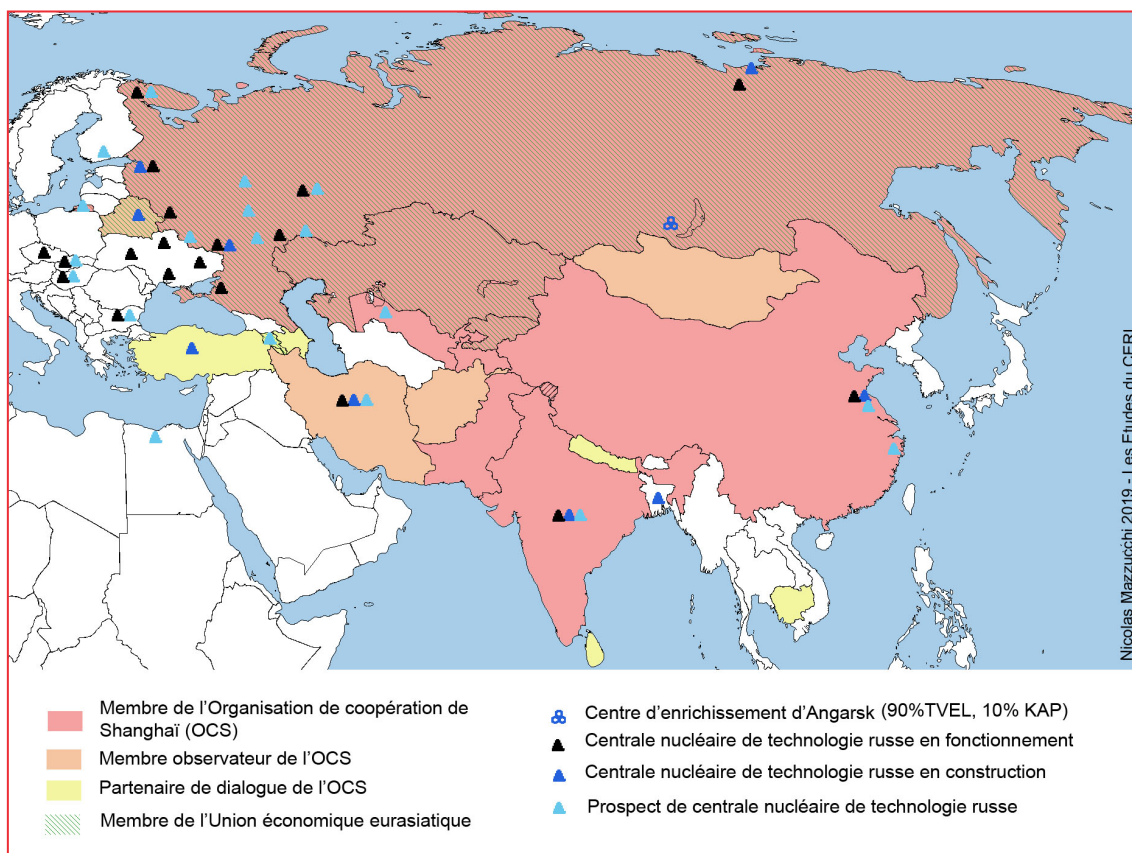 Nicolas Mazzucchi 2019 - Les Etudes du CERI
Membre de l'Organisation de coopération de
Shanghaï (OCS)
Membre observateur de l'OCS
Partenaire de dialogue de l'OCS
Membre de l'Union économique eurasiatique
Centre d'enrichissement d'Angarsk (90%TVEL, 10% KAP)
Centrale nucléaire de technologie russe en fonctionnement
Centrale nucléaire de technologie russe en construction
Prospect de centrale nucléaire de technologie russe